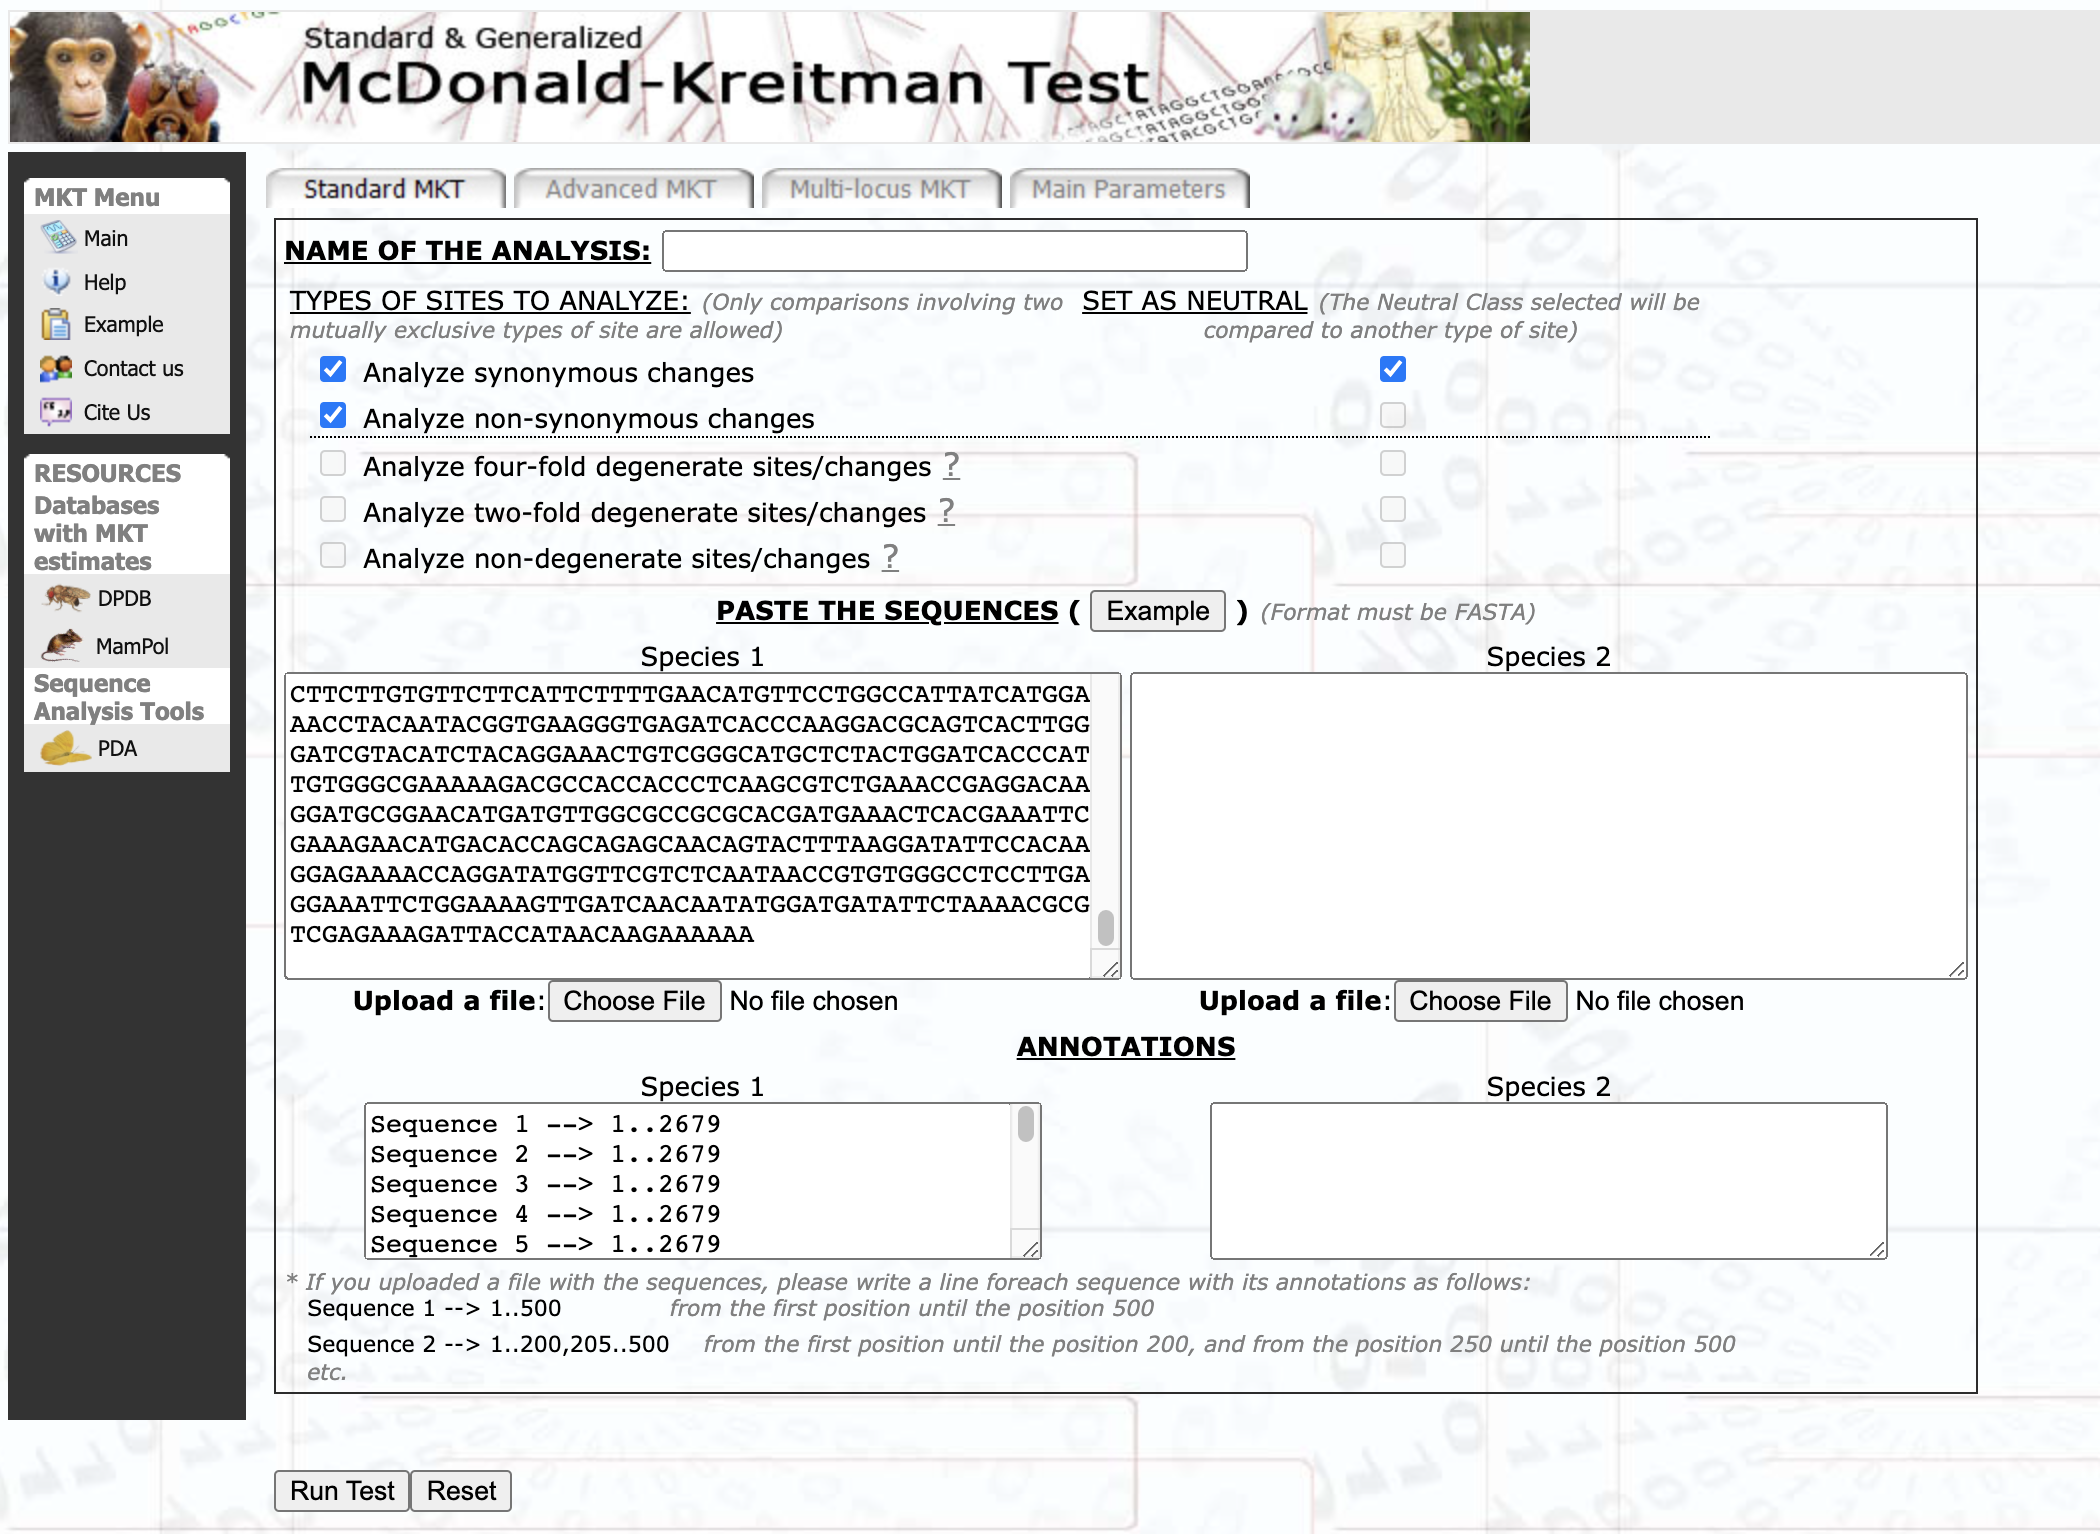 Standard & Generalized
McDonald-Kreitman Test
MKT Menu
Main
Help
Example
Contact us
Cite Us
RESOURCES
Databases
with MKT
estimates
DPDB
MamPol
Sequence
Analysis Tools
PDA
Standard MKT
Advanced MKT
Multi-locus MKT
Main Parameters
NAME OF THE ANALYSIS:
TYPES OF SITES TO ANALYZE: (Only comparisons involving two
mutually exclusive types of site are allowed)
SET AS NEUTRAL (The Neutral Class selected will be
compared to another type of site)
Analyze synonymous changes
Analyze non-synonymous changes
Analyze four-fold degenerate sites/changes ?
Analyze two-fold degenerate sites/changes ?
Analyze non-degenerate sites/changes ?
PASTE THE SEQUENCES ( Example ) (Format must be FASTA)
Species 1
CTTCTTGTGTTCTTCATTCTTTTGAACATGTTCCTGGCCATTATCATGGA
AACCTACAATACGGTGAAGGGTGAGATCACCCAAGGACGCAGTCACTTGG
GATCGTACATCTACAGGAAACTGTCGGGCATGCTCTACTGGATCACCCAT
TGTGGGCGAAAAAGACGCCACCACCCTCAAGCGTCTGAAACCGAGGACAA
GGATGCGGAACATGATGTTGGCGCCGCGCACGATGAAACTCACGAAATTC
GAAAGAACATGACACCAGCAGAGCAACAGTACTTTAAGGATATTCCACAA
GGAGAAAACCAGGATATGGTTCGTCTCAATAACCGTGTGGGCCTCCTTGA
GGAAATTCTGGAAAAGTTGATCAACAATATGGATGATATTCTAAAACGCG
TCGAGAAAGATTACCATAACAAGAAAAAA
Species 2
Upload a file: Choose File No file chosen
Upload a file: Choose File No file chosen
ANNOTATIONS
Species 1
Sequence 1 --> 1..2679
Sequence 2 --> 1..2679
Sequence 3 --> 1..2679
Sequence 4 --> 1..2679
Sequence 5 --> 1..2679
Species 2
* If you uploaded a file with the sequences, please write a line foreach sequence with its annotations as follows:
Sequence 1 --> 1..500 from the first position until the position 500
Sequence 2 --> 1..200,205..500 from the first position until the position 200, and from the position 250 until the position 500
etc.
Run Test Reset